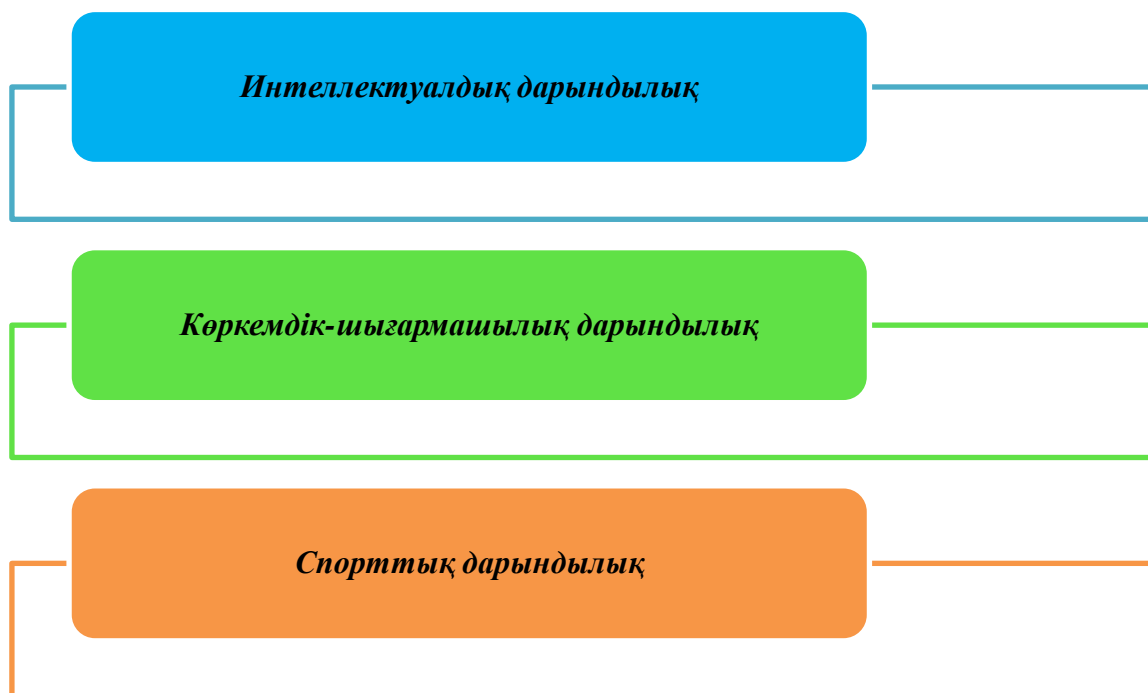 Интеллектуалдық дарындылық
Көркемдік-шығармашылық дарындылық
Спорттық дарындылық